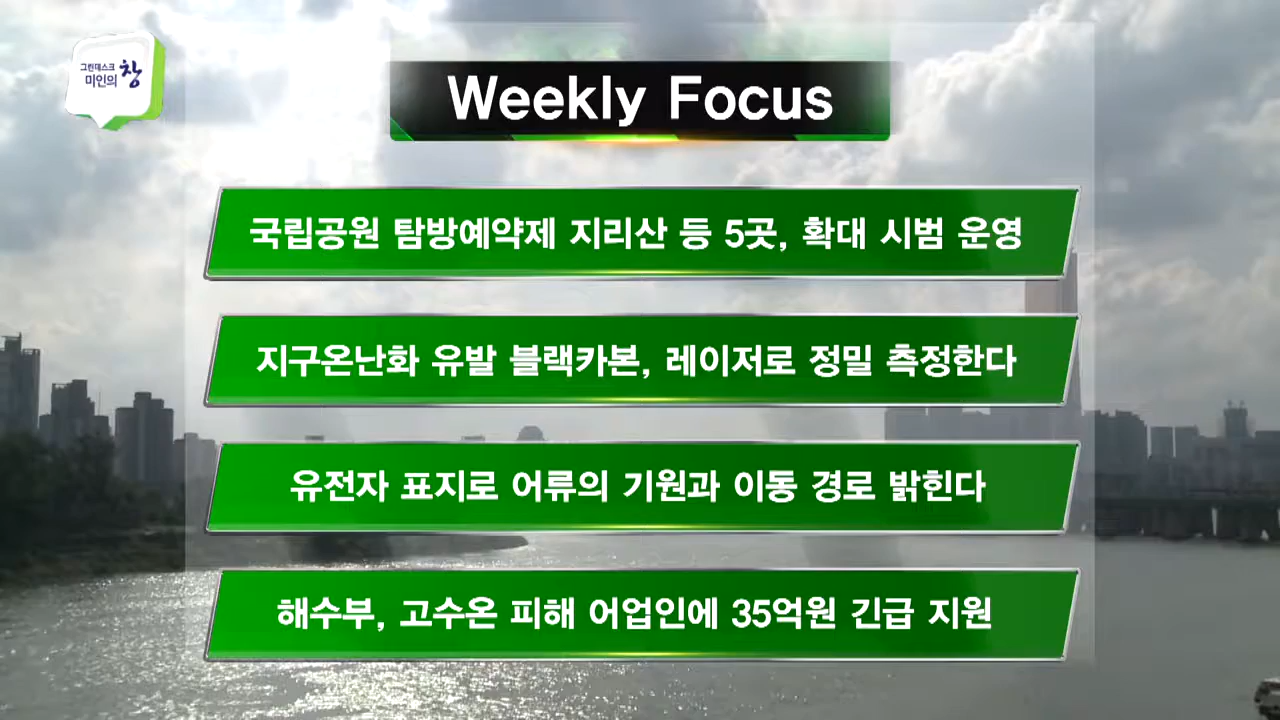 그린데스크
미인의 창
Weekly Focus
국립공원 탐방예약제 지리산 등 5곳, 확대 시범 운영
지구온난화 유발 블랙카본, 레이저로 정밀 측정한다
유전자 표지로 어류의 기원과 이동 경로 밝힌다
해수부, 고수온 피해 어업인에 35억원 긴급 지원